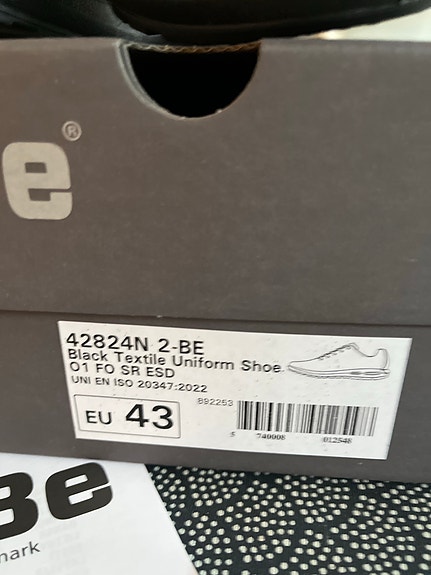 e®
42824N 2-BE
Black Textile Uniform Shoe
O1 FO SR ESD
UNI EN ISO 20347:2022
EU 43
892253
5 740008 012548
Be
mark